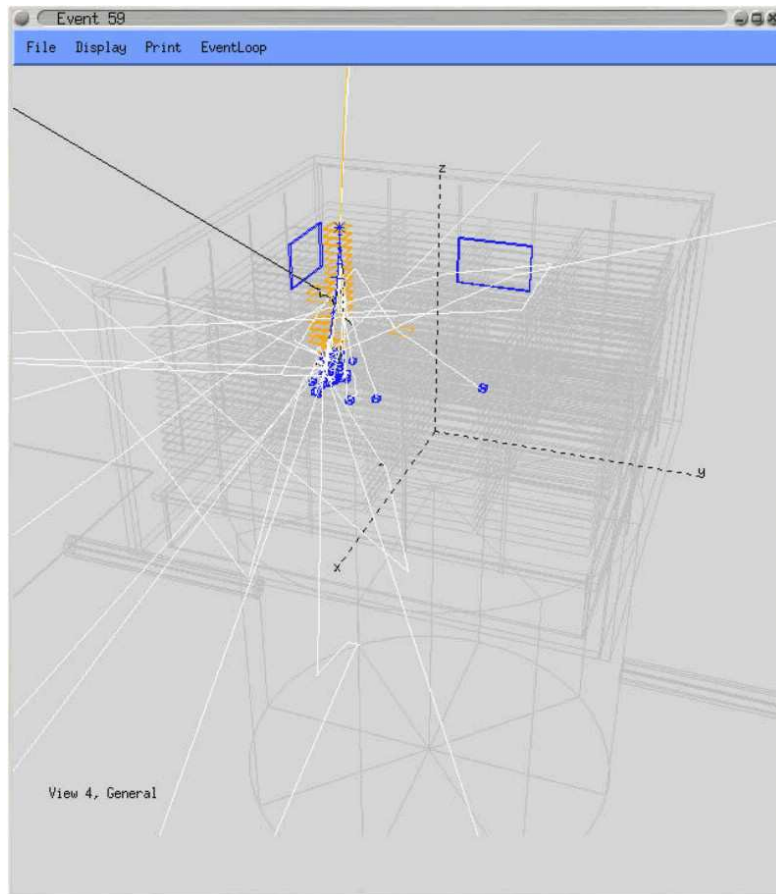 Event 59
File Display Print EventLoop
z
y
x
View 4, General